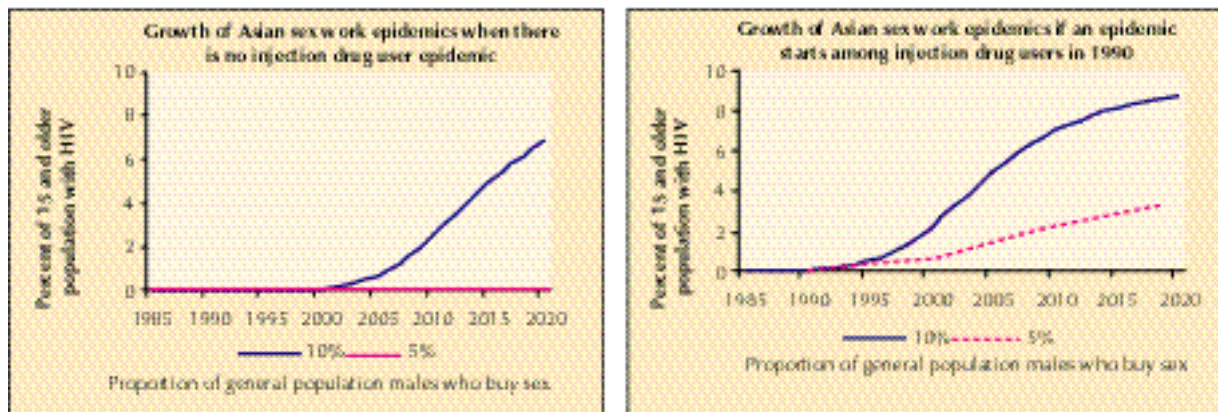 Growth of Asian sex work epidemics when there
is no injection drug user epidemic
Percent of 15 and older
population with HIV
10
8
6
4
2
0
1985 1990 1995 2000 2005 2010 2015 2020
10% 5%
Proportion of general population males who buy sex
Growth of Asian sex work epidemics if an epidemic
starts among injection drug users in 1990
Percent of 15 and older
population with HIV
10
8
6
4
2
0
1985 1990 1995 2000 2005 2010 2015 2020
10% 5%
Proportion of general population males who buy sex